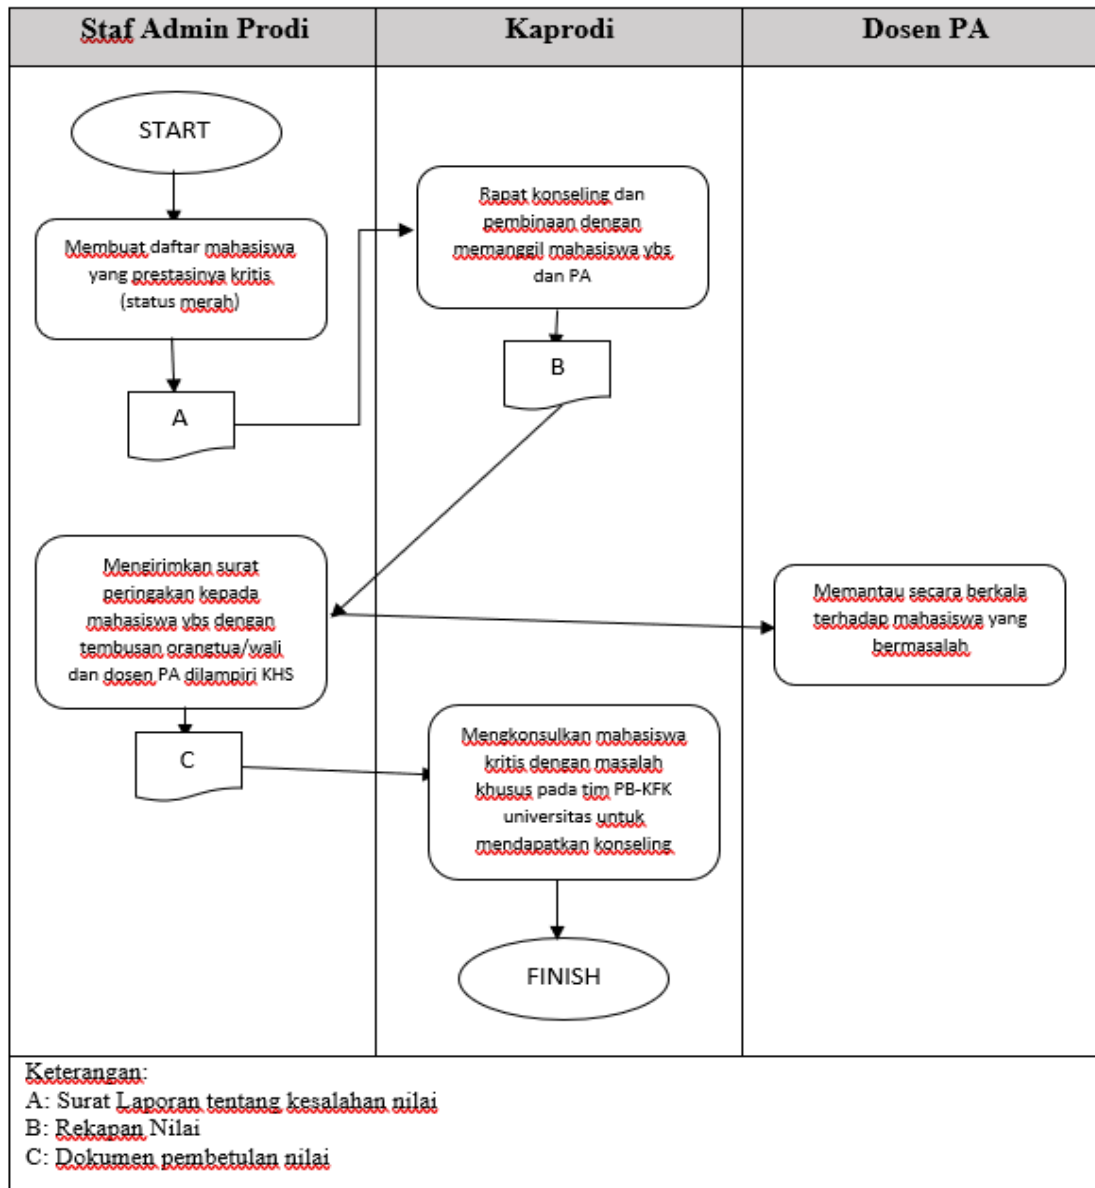 Staf Admin Prodi
Kaprodi
Dosen PA
START
Membuat daftar mahasiswa
yang prestasinya kritis
(status merah)
A
Rapat konseling dan
pembinaan dengan
memanggil mahasiswa ybs
dan PA
B
Mengirimkan surat
peringakan kepada
mahasiswa ybs dengan
tembusan orangtua/wali
dan dosen PA dilampiri KHS
C
Memantau secara berkala
terhadap mahasiswa yang
bermasalah
Mengkonsulkan mahasiswa
kritis dengan masalah
khusus pada tim PB-KFK
universitas untuk
mendapatkan konseling
FINISH
Keterangan:
A: Surat Laporan tentang kesalahan nilai
B: Rekapan Nilai
C: Dokumen pembetulan nilai